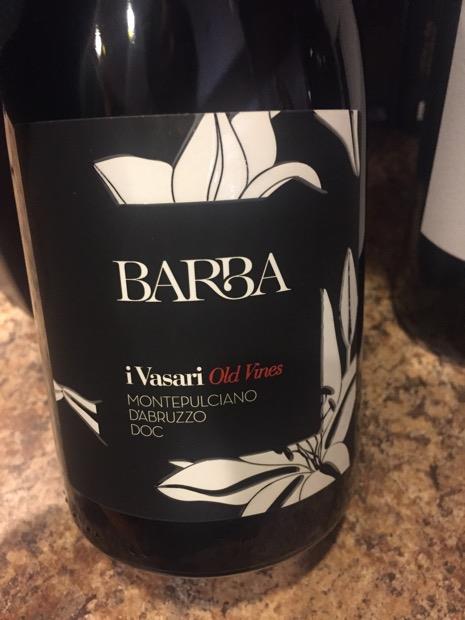 BARBA
i Vasari Old Vines
MONTEPULCIANO
D'ABRUZZO
DOC